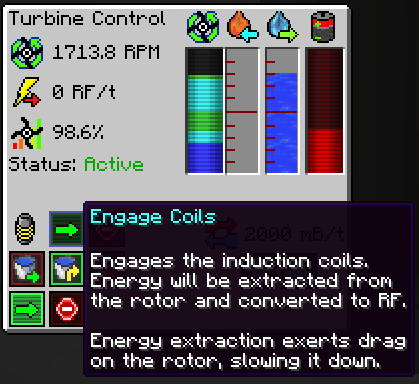 Turbine Control
1713.8 RPM
0 RF/t
98.6%
Status: Active
2000 mB/t
Engage Coils
Engages the induction coils.
Energy will be extracted from
the rotor and converted to RF.
Energy extraction exerts drag
on the rotor, slowing it down.